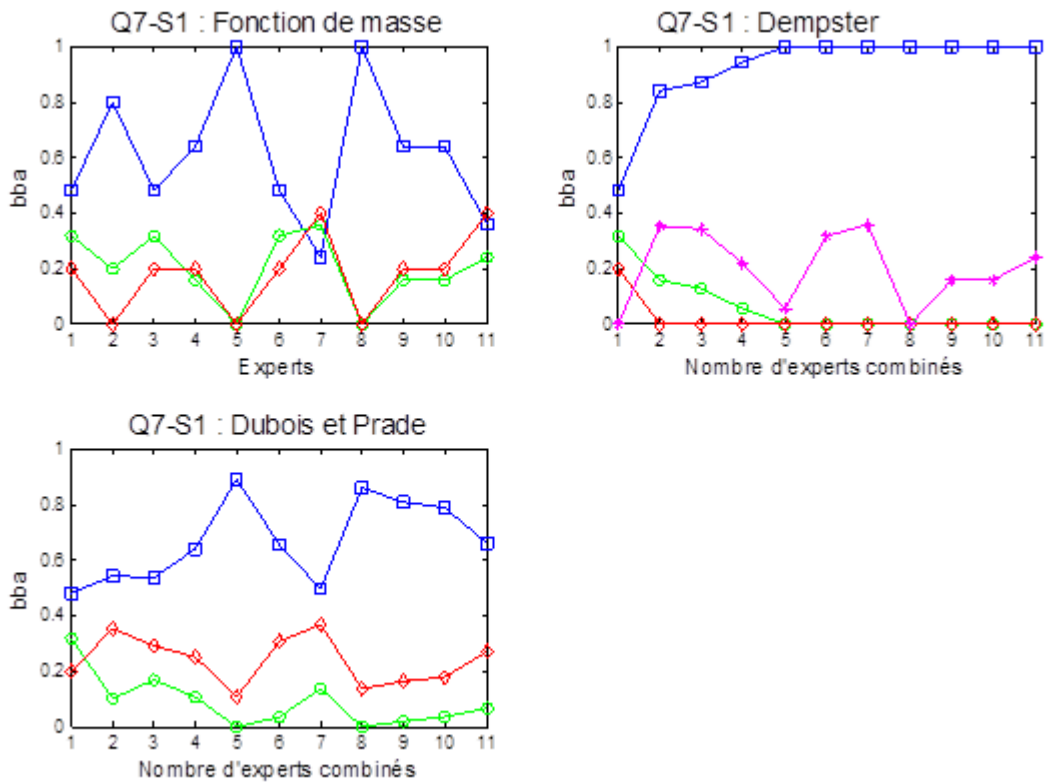 Q7-S1 : Fonction de masse
1
0.8
0.6
0.4
0.2
0
bba
1 2 3 4 5 6 7 8 9 10 11
Experts
Q7-S1 : Dempster
1
0.8
0.6
0.4
0.2
0
bba
1 2 3 4 5 6 7 8 9 10 11
Nombre d'experts combinés
Q7-S1 : Dubois et Prade
1
0.8
0.6
0.4
0.2
0
bba
1 2 3 4 5 6 7 8 9 10 11
Nombre d'experts combinés